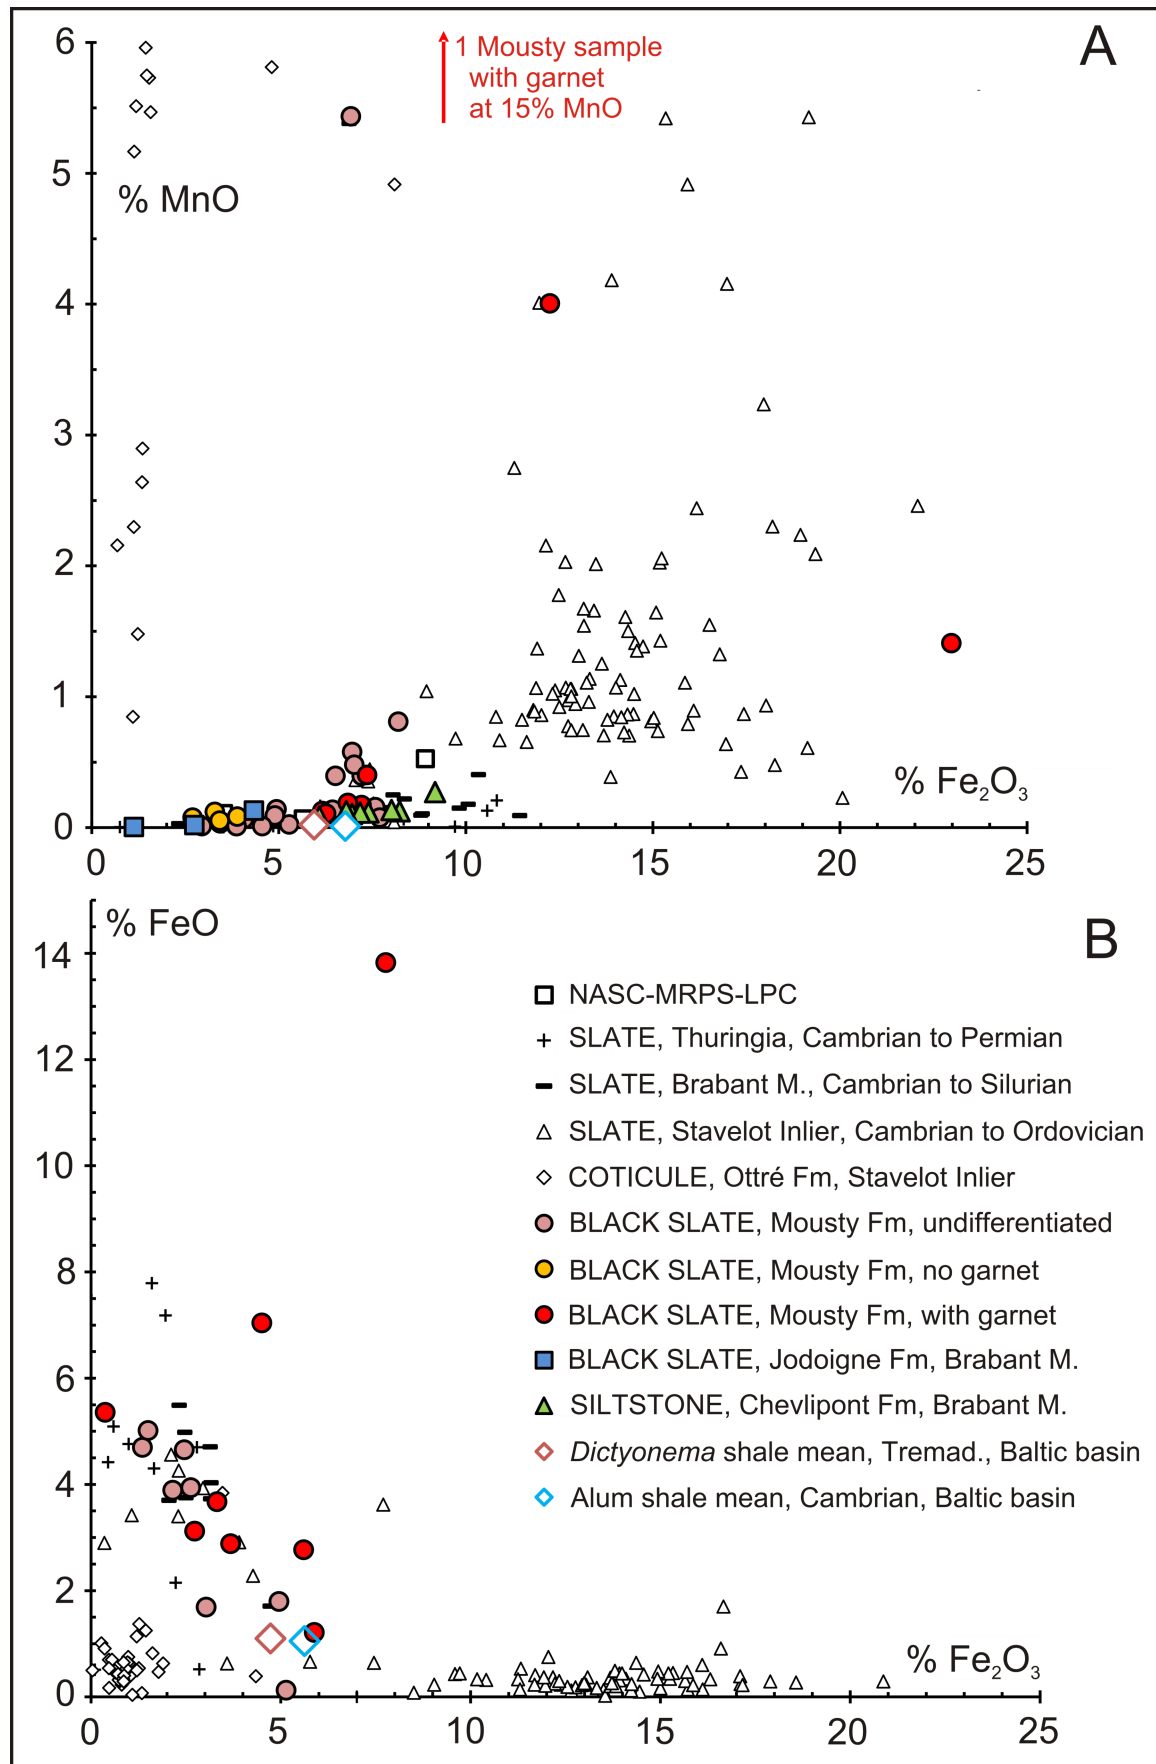 A
1 Mousty sample
with garnet
at 15% MnO
% MnO
6
5
4
3
2
1
0
% Fe2O3
0 5 10 15 20 25
B
% FeO
14
12
10
8
6
4
2
0
NASC-MRPS-LPC
SLATE, Thuringia, Cambrian to Permian
SLATE, Brabant M., Cambrian to Silurian
SLATE, Stavelot Inlier, Cambrian to Ordovician
COTICULE, Ottré Fm, Stavelot Inlier
BLACK SLATE, Mousty Fm, undifferentiated
BLACK SLATE, Mousty Fm, no garnet
BLACK SLATE, Mousty Fm, with garnet
BLACK SLATE, Jodoigne Fm, Brabant M.
SILTSTONE, Chevlipont Fm, Brabant M.
Dictyonema shale mean, Tremad., Baltic basin
Alum shale mean, Cambrian, Baltic basin
% Fe2O3
0 5 10 15 20 25